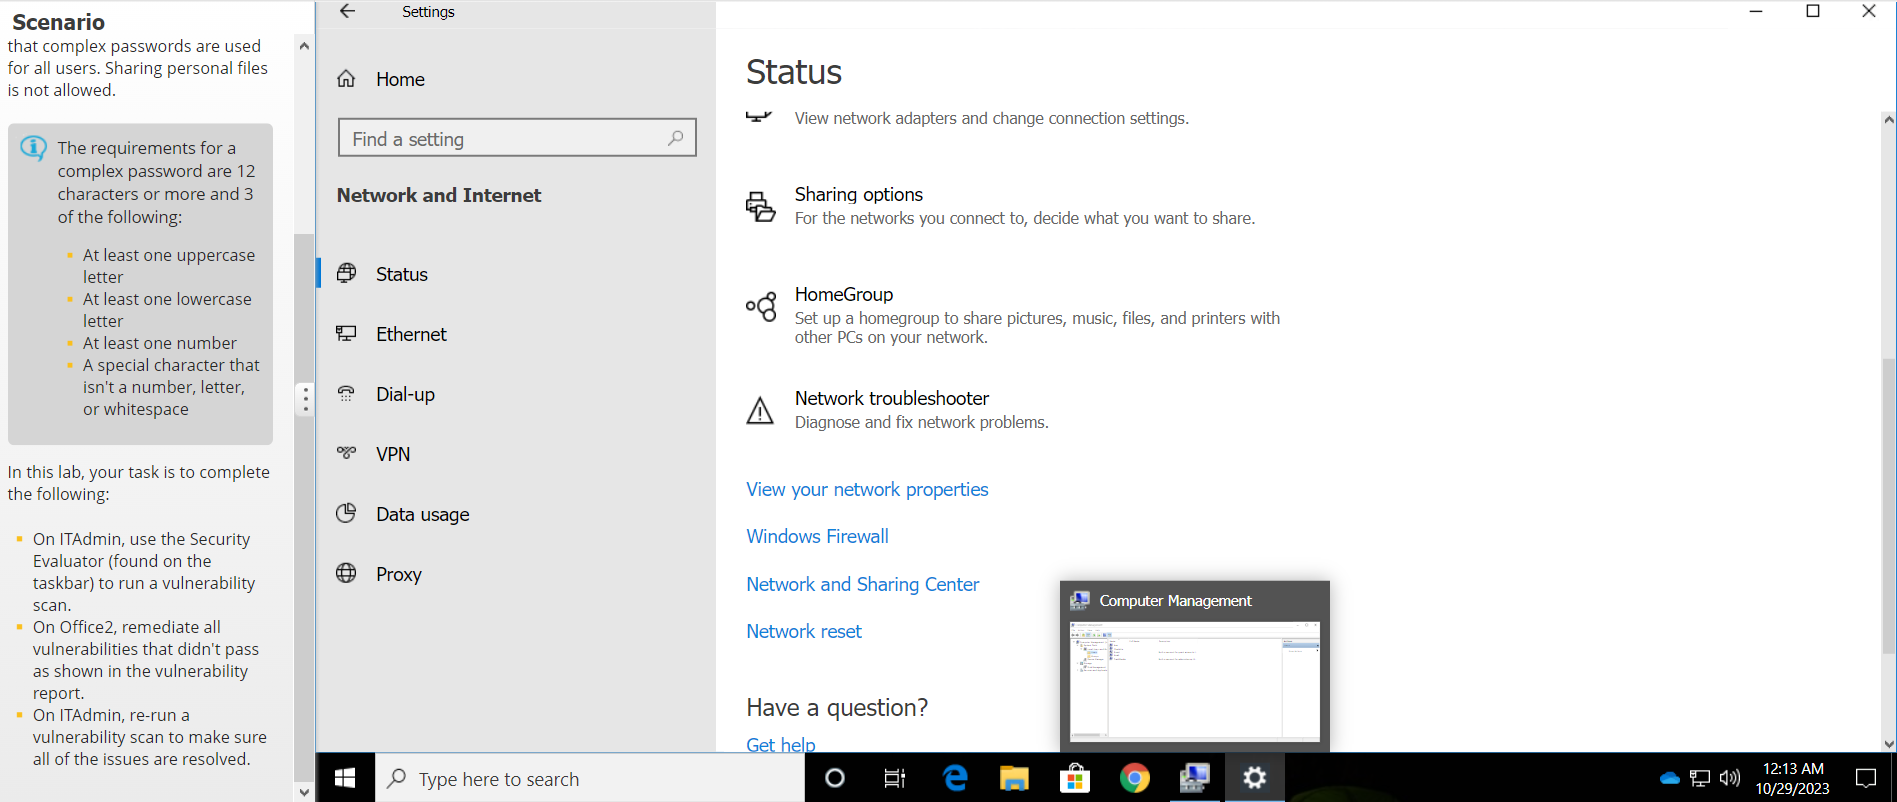 Scenario
that complex passwords are used
for all users. Sharing personal files
is not allowed.
The requirements for a
complex password are 12
characters or more and 3
of the following:
At least one uppercase
letter
At least one lowercase
letter
At least one number
A special character that
isn't a number, letter,
or whitespace
In this lab, your task is to complete
the following:
On ITAdmin, use the Security
Evaluator (found on the
taskbar) to run a vulnerability
scan.
On Office2, remediate all
vulnerabilities that didn't pass
as shown in the vulnerability
report.
On ITAdmin, re-run a
vulnerability scan to make sure
all of the issues are resolved.
Settings
Home
Find a setting
Network and Internet
Status
Ethernet
Dial-up
VPN
Data usage
Proxy
Status
View network adapters and change connection settings.
Sharing options
For the networks you connect to, decide what you want to share.
HomeGroup
Set up a homegroup to share pictures, music, files, and printers with
other PCs on your network.
Network troubleshooter
Diagnose and fix network problems.
View your network properties
Windows Firewall
Network and Sharing Center
Network reset
Have a question?
Get help
Computer Management
Type here to search
12:13 AM
10/29/2023